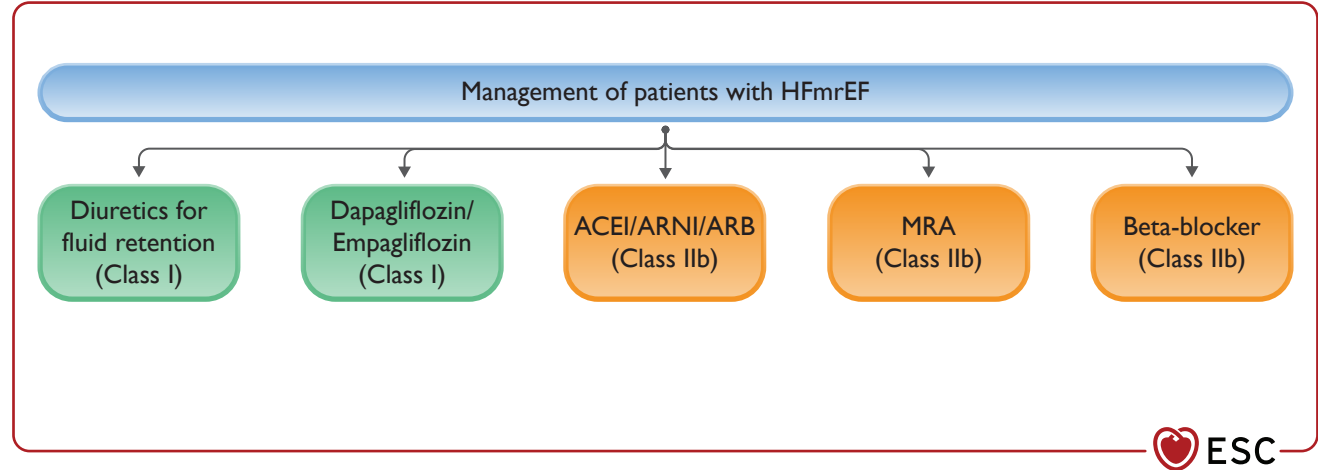 Management of patients with HFmrEF
Diuretics for
fluid retention
(Class I)
Dapagliflozin/
Empagliflozin
(Class I)
ACEI/ARNI/ARB
(Class IIb)
MRA
(Class IIb)
Beta-blocker
(Class IIb)
ESC